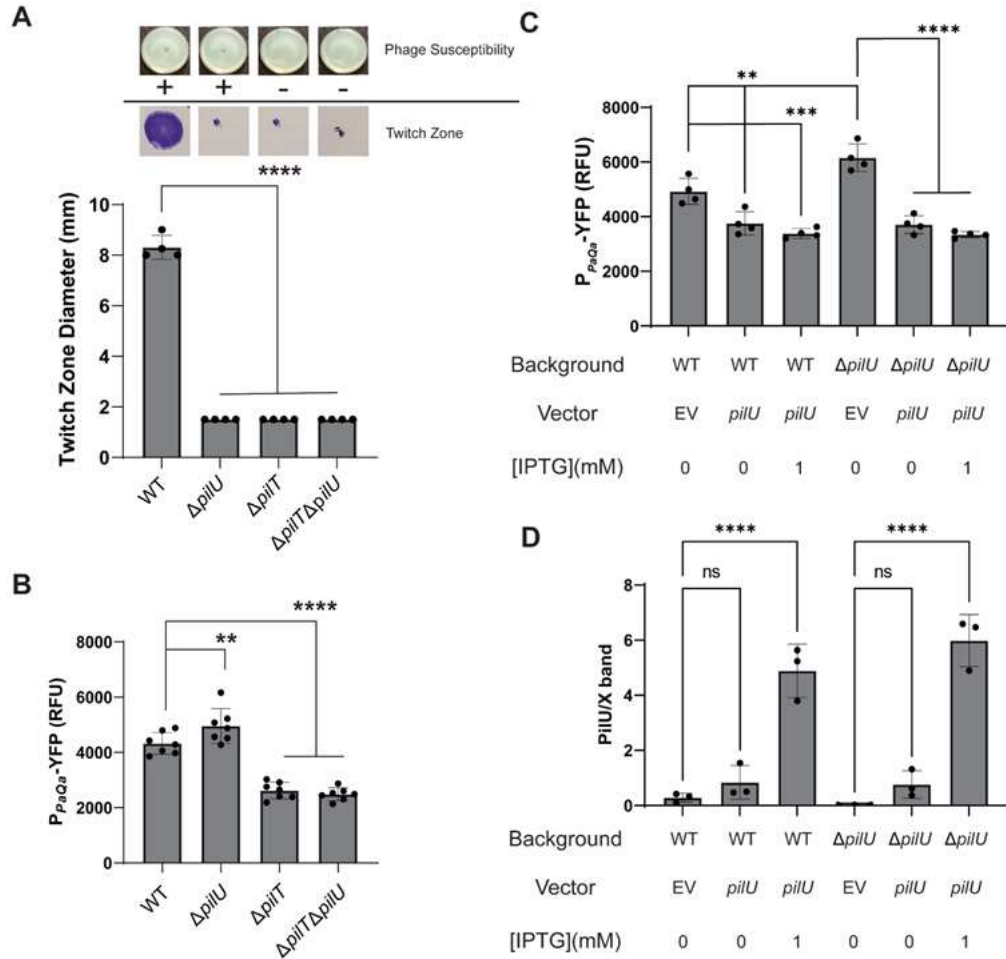 A
Phage Susceptibility
+ + - -
Twitch Zone
****
Twitch Zone Diameter (mm)
10
8
6
4
2
0
WT
ΔpilU
ΔpilT
ΔpilTΔpilU
B
****
**
P PaQa-YFP (RFU)
8000
6000
4000
2000
0
WT
ΔpilU
ΔpilT
ΔpilTΔpilU
C
****
**
***
P PaQa-YFP (RFU)
8000
6000
4000
2000
0
Background WT WT WT ΔpilU ΔpilU ΔpilU
Vector EV pilU pilU EV pilU pilU
[IPTG](mM) 0 0 1 0 0 1
D
**** ****
ns ns
PilU/X band
8
6
4
2
0
Background WT WT WT ΔpilU ΔpilU ΔpilU
Vector EV pilU pilU EV pilU pilU
[IPTG](mM) 0 0 1 0 0 1